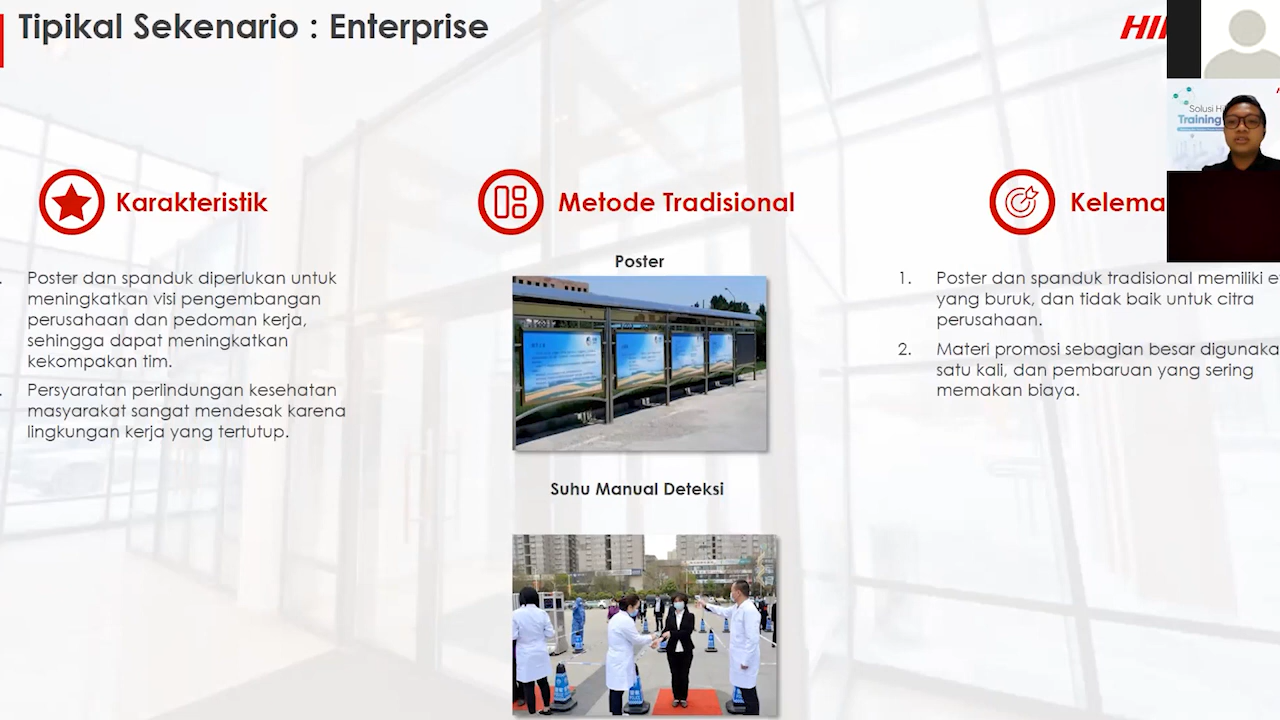 Tipikal Sekenario : Enterprise
Karakteristik
Poster dan spanduk diperlukan untuk
meningkatkan visi pengembangan
perusahaan dan pedoman kerja,
sehingga dapat meningkatkan
kekompakan tim.
Persyaratan perlindungan kesehatan
masyarakat sangat mendesak karena
lingkungan kerja yang tertutup.
Metode Tradisional
Poster
Suhu Manual Deteksi
1. Poster dan spanduk tradisional memiliki
yang buruk, dan tidak baik untuk citra
perusahaan.
2. Materi promosi sebagian besar
satu kali, dan pembaruan yang sering
memakan biaya.
Solusi
Training